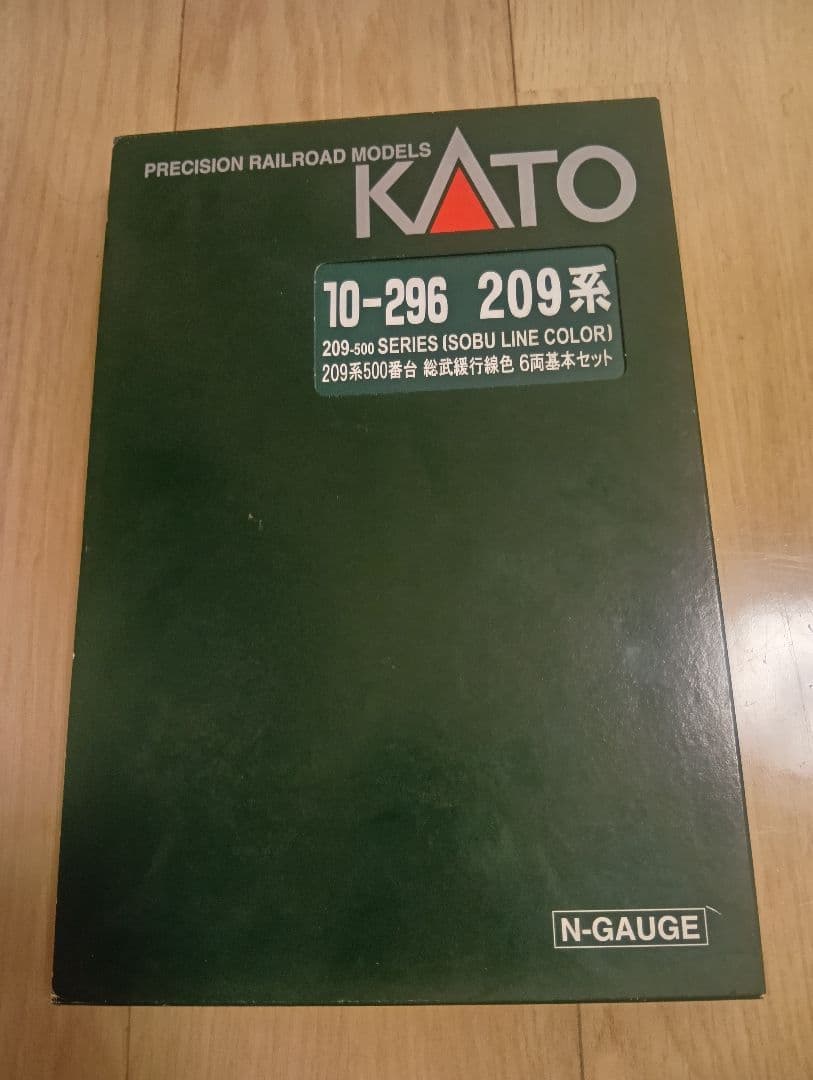 PRECISION RAILROAD MODELS
KATO
10-296 209系
209-500 SERIES (SOBU LINE COLOR)
209系500番台 総武緩行線色 6両基本セット
N-GAUGE